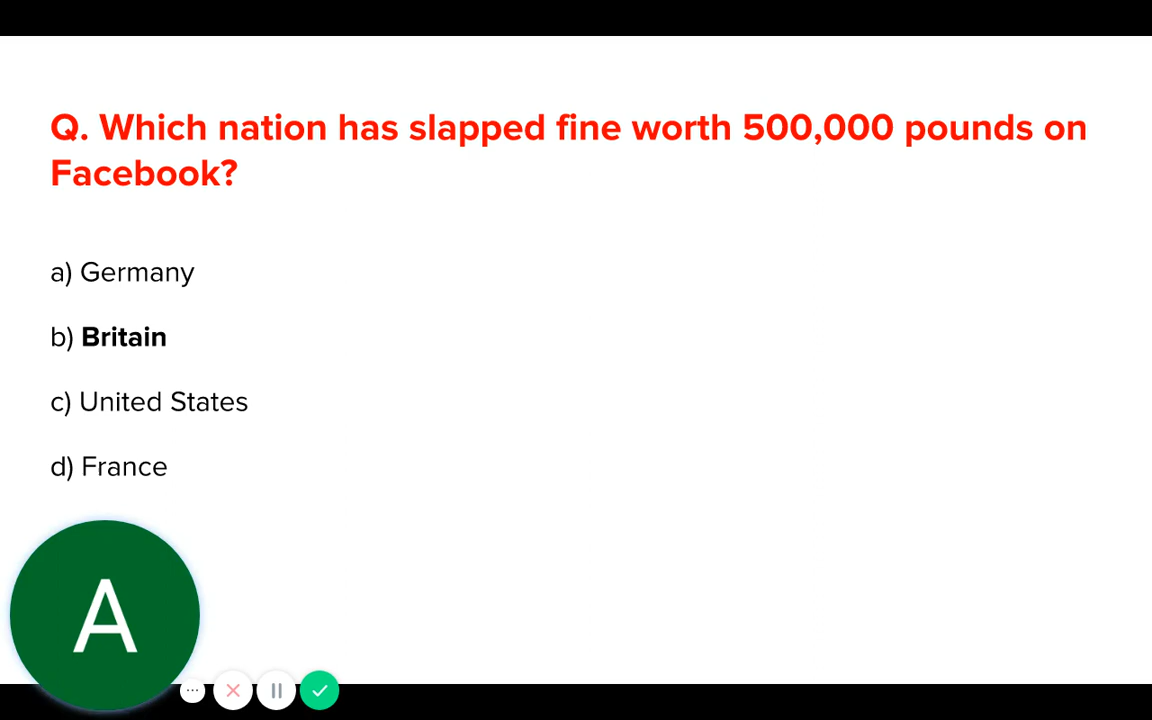 Q. Which nation has slapped fine worth 500,000 pounds on
Facebook?
a) Germany
b) Britain
c) United States
d) France
A